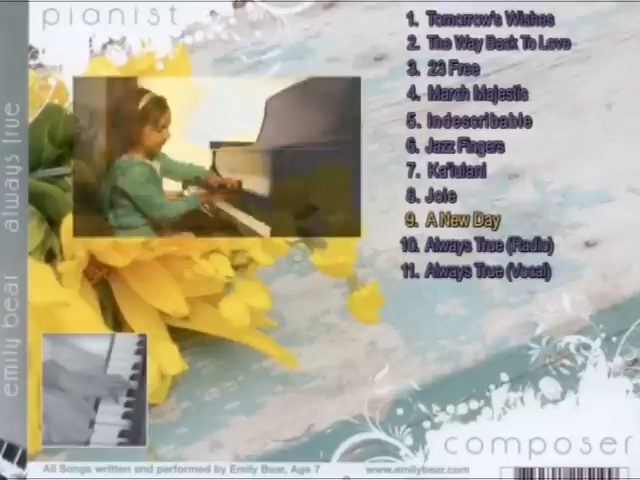 pianist
1. Tomorrow's Wishes
2. The Way Back To Love
3. 23 Free
4. March Majestic
5. Indescribable
6. Jazz Fingers
7. Ka'iulani
8. Joie
9. A New Day
10. Always True (Radio)
11. Always True (Vocal)
emily bear always true
composer
All Songs written and performed by Emily Bear, Age 7 www.emilybear.com